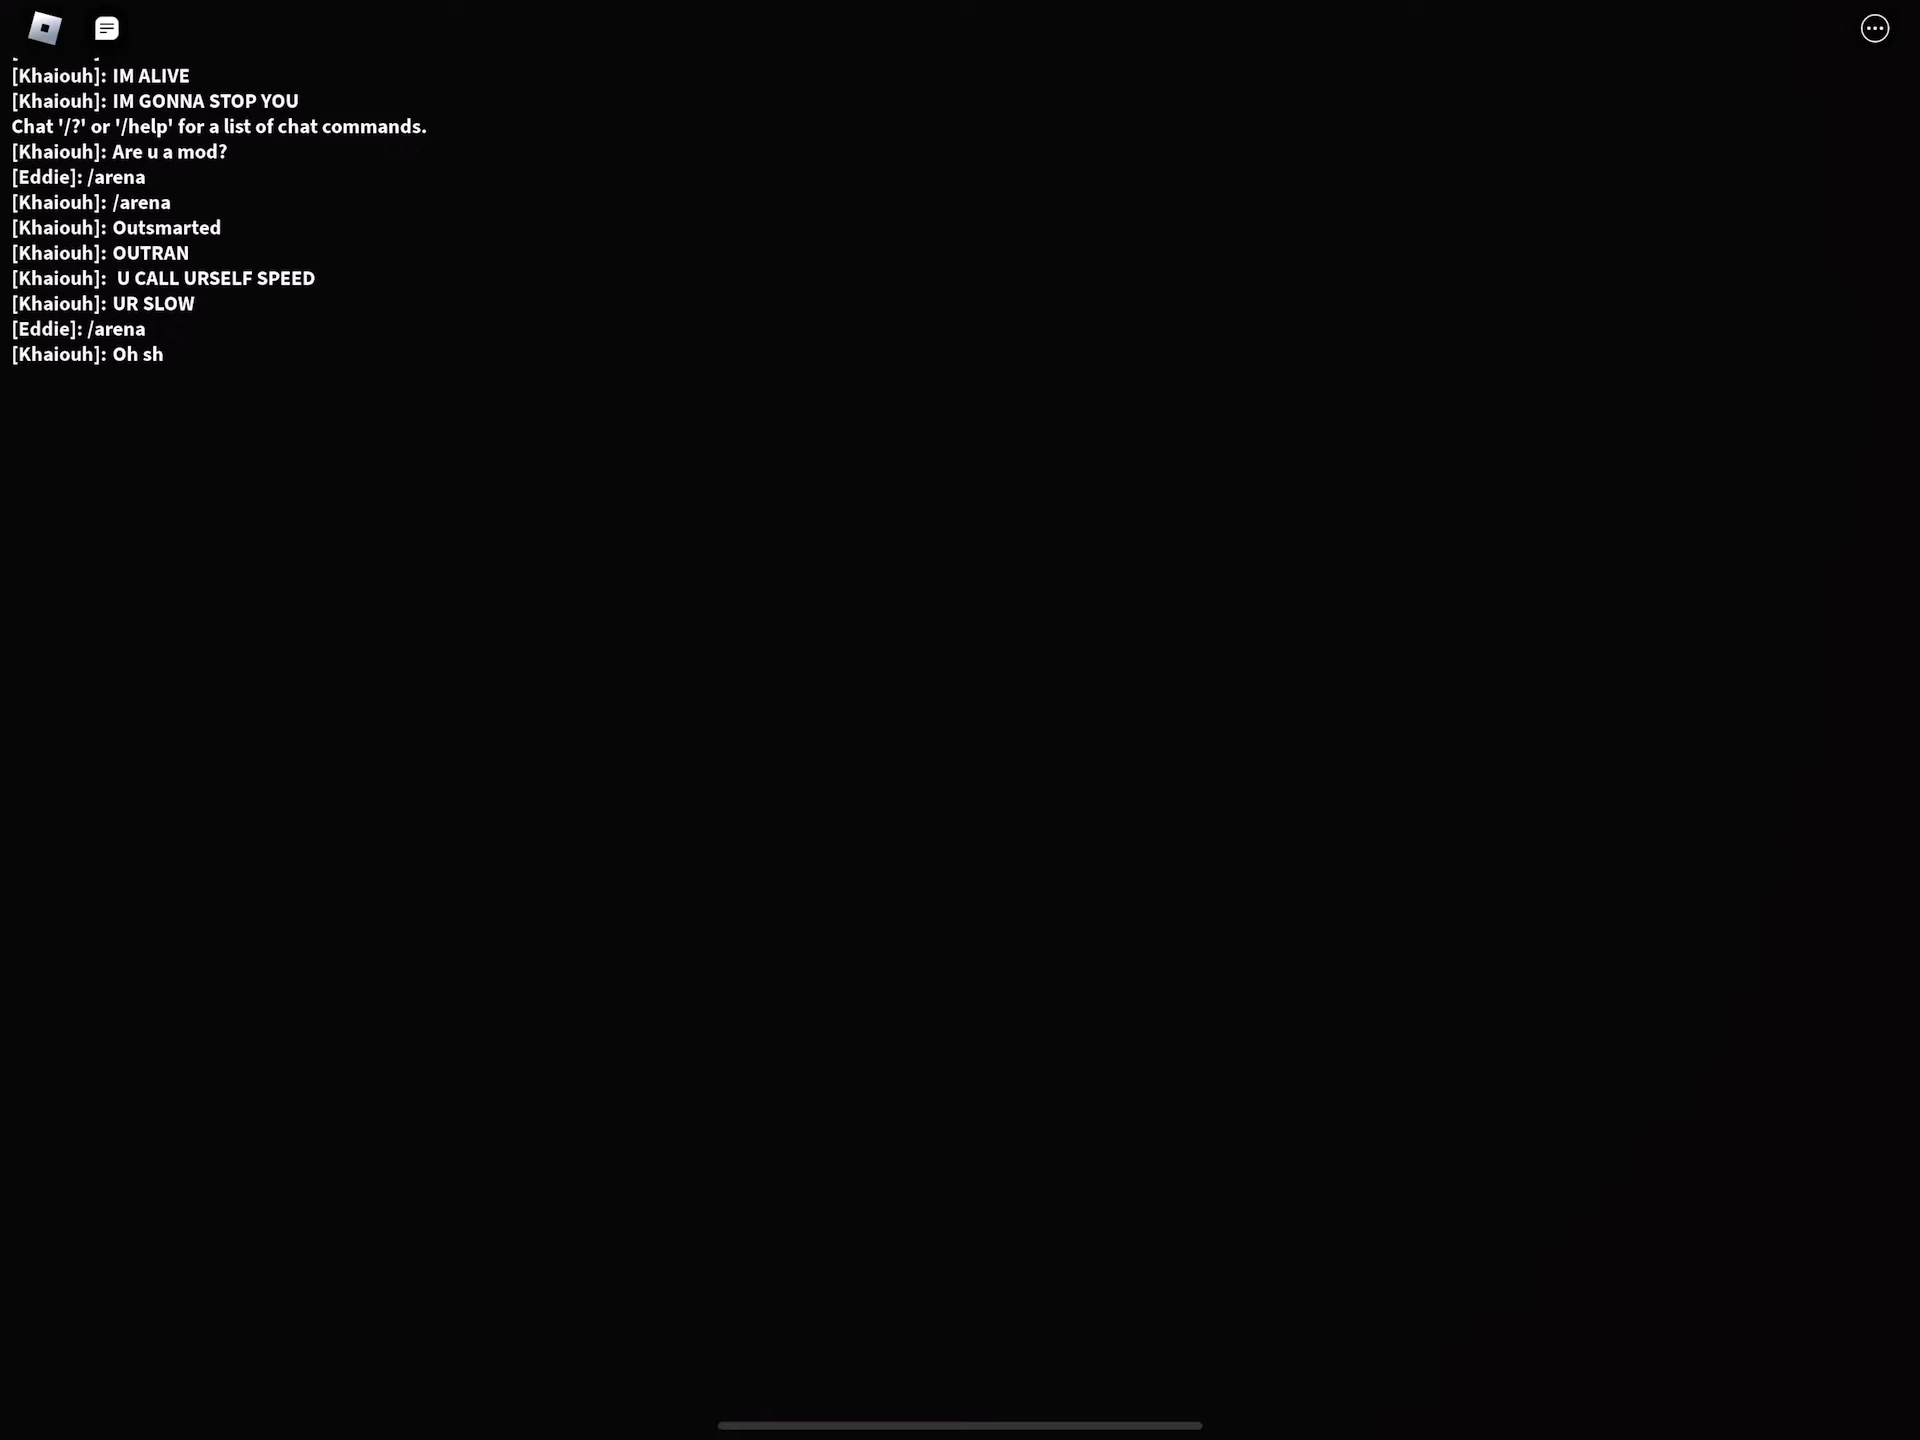 [Khaiouh]: IM ALIVE
[Khaiouh]: IM GONNA STOP YOU
Chat '/?' or '/help' for a list of chat commands.
[Khaiouh]: Are u a mod?
[Eddie]: /arena
[Khaiouh]: /arena
[Khaiouh]: Outsmarted
[Khaiouh]: OUTRAN
[Khaiouh]:  U CALL URSELF SPEED
[Khaiouh]: UR SLOW
[Eddie]: /arena
[Khaiouh]: Oh sh